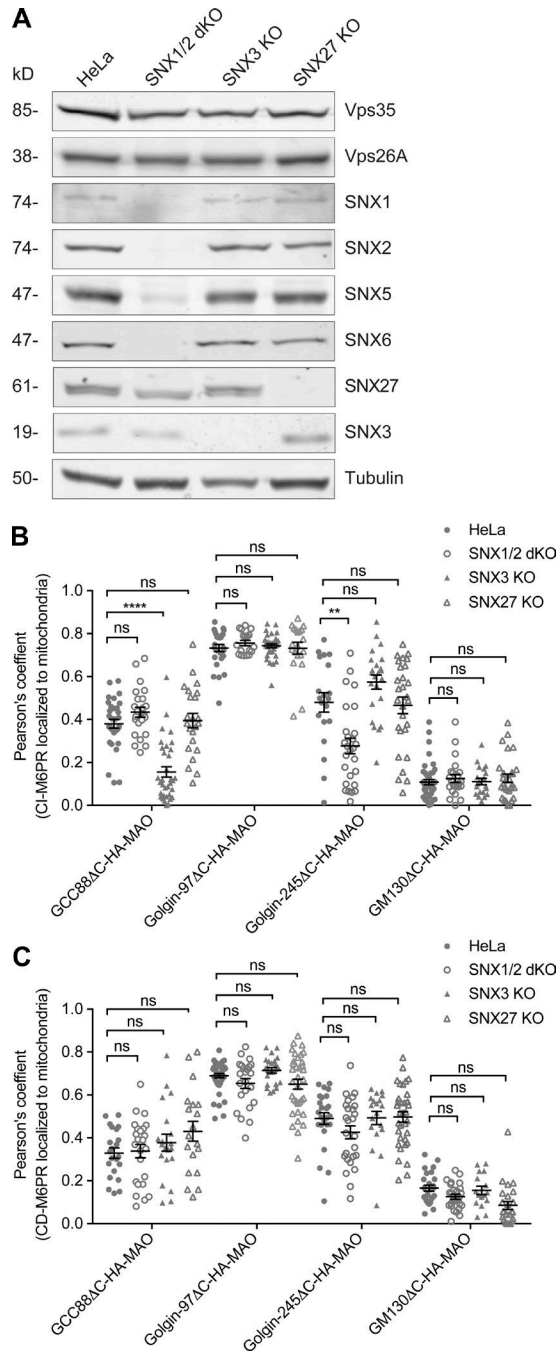 A
HeLa
SNX1/2 dKO
SNX3 KO
SNX27 KO
kD
85- Vps35
38- Vps26A
74- SNX1
74- SNX2
47- SNX5
47- SNX6
61- SNX27
19- SNX3
50- Tubulin
B
HeLa
SNX1/2 dKO
SNX3 KO
SNX27 KO
ns
****
ns
ns
ns
ns
ns
ns
**
ns
ns
ns
Pearson's coeffient
(CI-M6PR localized to mitochondria)
1.0
0.8
0.6
0.4
0.2
0.0
GCC88ΔC-HA-MAO
Golgin-97ΔC-HA-MAO
Golgin-245ΔC-HA-MAO
GM130ΔC-HA-MAO
C
HeLa
SNX1/2 dKO
SNX3 KO
SNX27 KO
ns
ns
ns
ns
ns
ns
ns
ns
ns
ns
ns
ns
Pearson's coeffient
(CD-M6PR localized to mitochondria)
1.0
0.8
0.6
0.4
0.2
0.0
GCC88ΔC-HA-MAO
Golgin-97ΔC-HA-MAO
Golgin-245ΔC-HA-MAO
GM130ΔC-HA-MAO